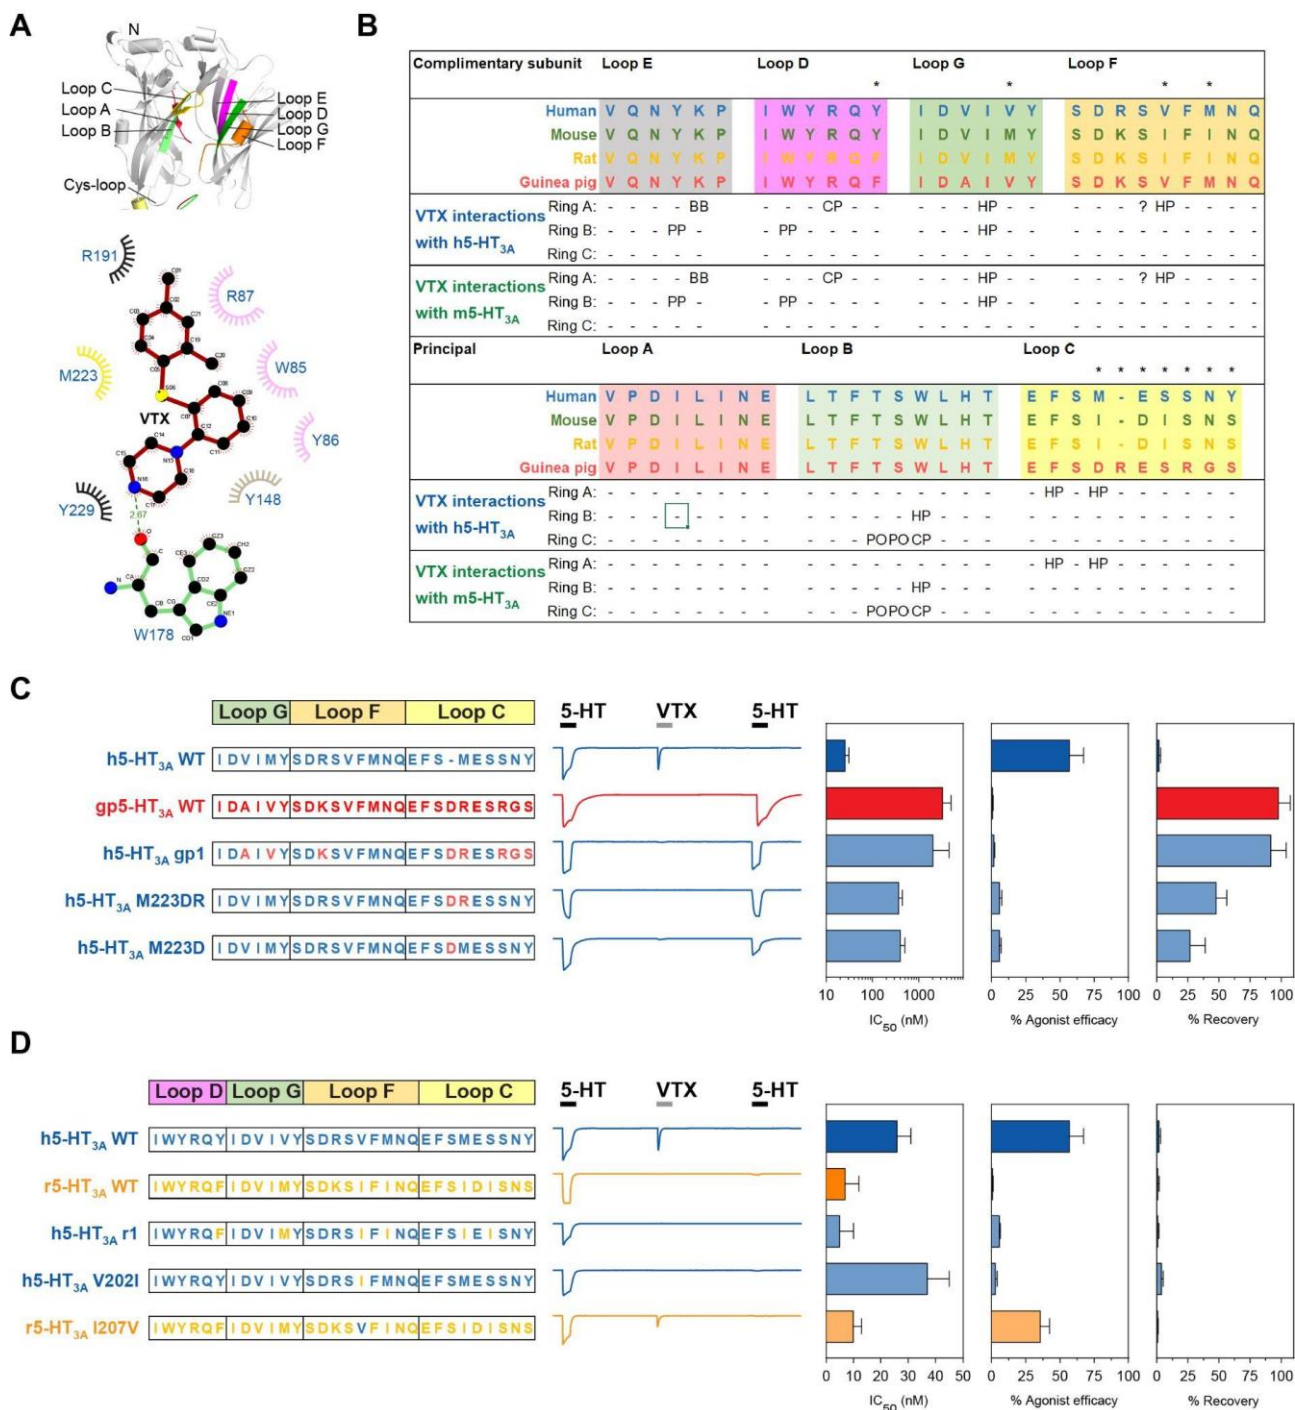 A
N
Loop C
Loop A
Loop B
Loop E
Loop D
Loop G
Loop F
Cys-loop
R191
R87
M223
W85
VTX
Y86
Y148
Y229
2.67
W178
B
Complimentary subunit Loop E Loop D Loop G Loop F
* * * *
Human V Q N Y K P I W Y R Q Y I D V I V Y S D R S V F M N Q
Mouse V Q N Y K P I W Y R Q Y I D V I M Y S D K S I F I N Q
Rat V Q N Y K P I W Y R Q F I D V I M Y S D K S I F I N Q
Guinea pig V Q N Y K P I W Y R Q F I D A I V Y S D K S V F M N Q
VTX interactions with h5-HT3A
Ring A: - - - - BB - - - CP - - - - - HP - - - - - ? HP - - - -
Ring B: - - - PP - - PP - - - - - - - HP - - - - - - - - - - -
Ring C: - - - - - - - - - - - - - - - - - - - - - - - - - -
VTX interactions with m5-HT3A
Ring A: - - - - BB - - - CP - - - - - HP - - - - - ? HP - - - -
Ring B: - - - PP - - PP - - - - - - - HP - - - - - - - - - - -
Ring C: - - - - - - - - - - - - - - - - - - - - - - - - - -
Principal Loop A Loop B Loop C
* * * * * * *
Human V P D I L I N E L T F T S W L H T E F S M - E S S N Y
Mouse V P D I L I N E L T F T S W L H T E F S I - D I S N S
Rat V P D I L I N E L T F T S W L H T E F S I - D I S N S
Guinea pig V P D I L I N E L T F T S W L H T E F S D R E S R G S
VTX interactions with h5-HT3A
Ring A: - - - - - - - - - - - - - - - - - - HP - HP - - - - - -
Ring B: - - - - - - - - - - - - - HP - - - - - - - - - - - - -
Ring C: - - - - - - - - - - - PO PO CP - - - - - - - - - - - - -
VTX interactions with m5-HT3A
Ring A: - - - - - - - - - - - - - - - - - - HP - HP - - - - - -
Ring B: - - - - - - - - - - - - - HP - - - - - - - - - - - - -
Ring C: - - - - - - - - - - - PO PO CP - - - - - - - - - - - - -
C
Loop G Loop F Loop C 5-HT VTX 5-HT
h5-HT3A WT IDVIMY SDRSVFMNQ EFS-MESSNY
gp5-HT3A WT IDAIVY SDKSVFMNQ EFSDRESRGS
h5-HT3A gp1 IDAIVY SDKSVFMNQ EFSDRESRGS
h5-HT3A M223DR IDVIMY SDRSVFMNQ EFSDRESSNY
h5-HT3A M223D IDVIMY SDRSVFMNQ EFSDMESSNY
10 100 1000 0 25 50 75 100 0 25 50 75 100
IC50 (nM) % Agonist efficacy % Recovery
D
Loop D Loop G Loop F Loop C 5-HT VTX 5-HT
h5-HT3A WT IWYRQY IDVIVY SDRSVFMNQ EFSMESSNY
r5-HT3A WT IWYRQF IDVIMY SDKSIFINQ EFSIDISNS
h5-HT3A r1 IWYRQF IDVIMY SDRSIFINQ EFSIEISNY
h5-HT3A V202I IWYRQY IDVIVY SDRSIFMNQ EFSMESSNY
r5-HT3A I207V IWYRQF IDVIMY SDKSVFINQ EFSIDISNS
0 10 20 30 40 50 0 25 50 75 100 0 25 50 75 100
IC50 (nM) % Agonist efficacy % Recovery